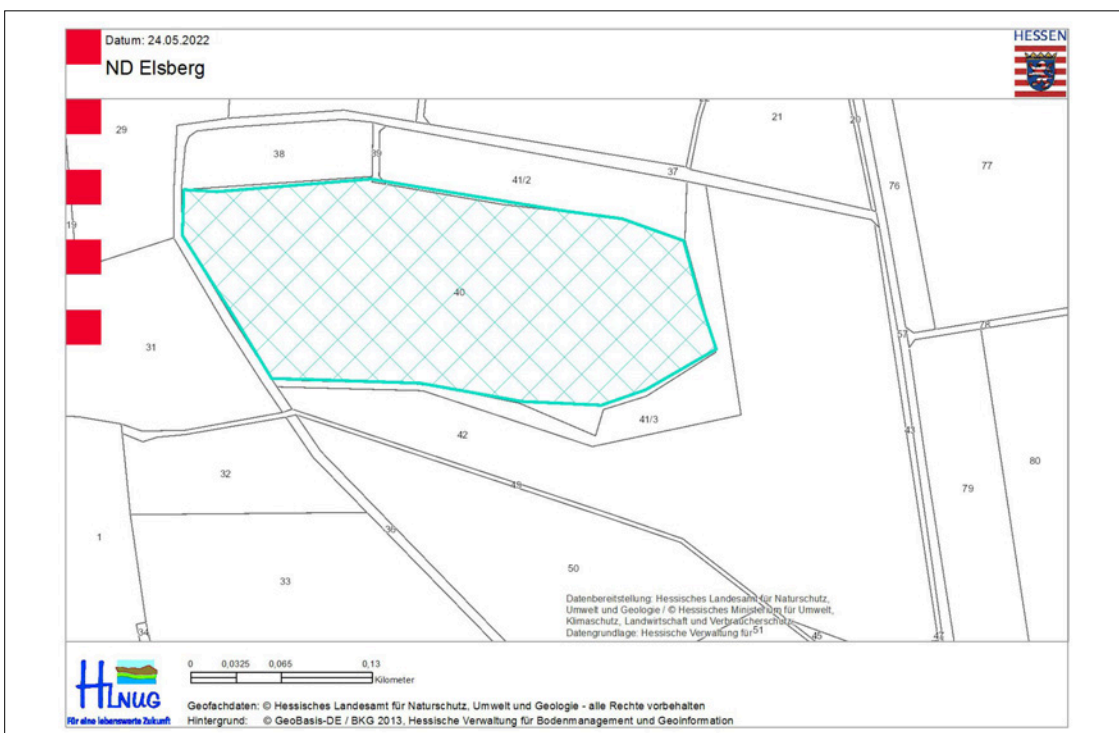 Datum: 24.05.2022
HESSEN
ND Elsberg
29
38
39
41/2
37
21
20
76
77
19
40
31
57
78
41/3
42
43
32
49
36
79
80
1
33
50
34
Datenbereitstellung: Hessisches Landesamt für Naturschutz,
Umwelt und Geologie / © Hessisches Ministerium für Umwelt,
Klimaschutz, Landwirtschaft und Verbraucherschutz
Datengrundlage: Hessische Verwaltung für
51
45
47
0 0,0325 0,065 0,13
Kilometer
HLNUG
Für eine lebenswerte Zukunft
Geofachdaten: © Hessisches Landesamt für Naturschutz, Umwelt und Geologie - alle Rechte vorbehalten
Hintergrund: © GeoBasis-DE / BKG 2013, Hessische Verwaltung für Bodenmanagement und Geoinformation